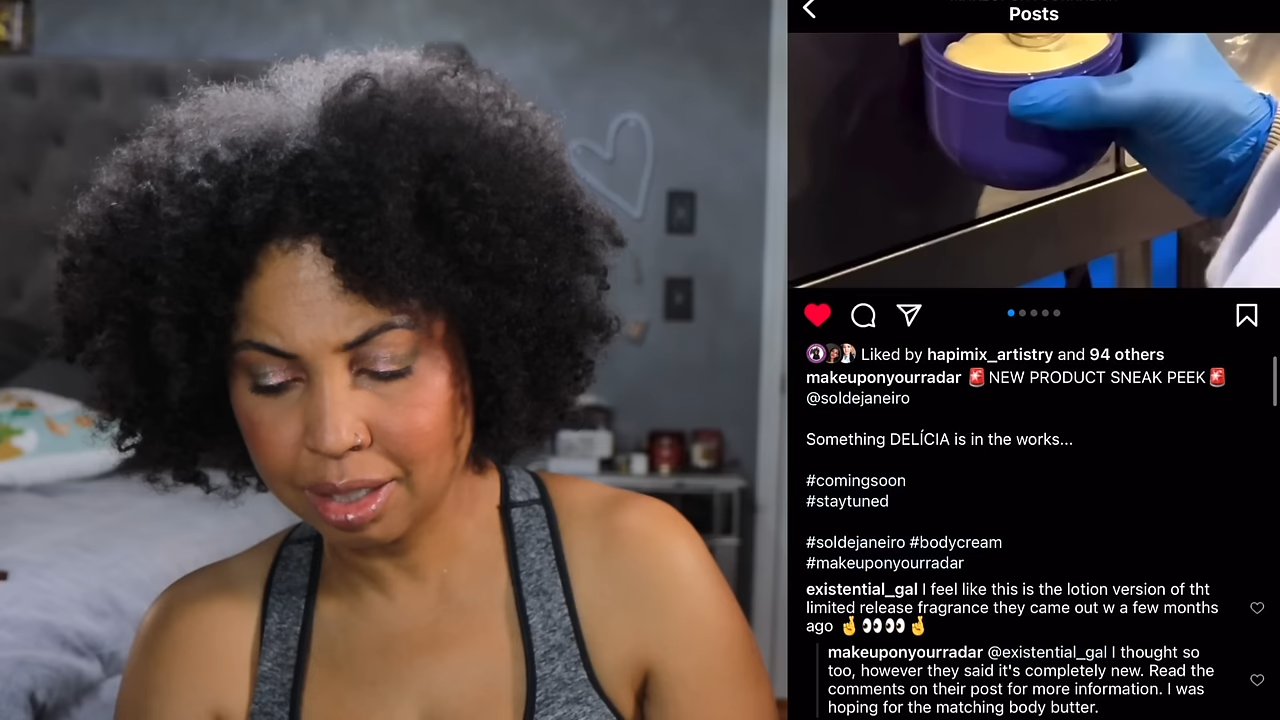 Posts
Liked by hapimix_artistry and 94 others
makeuponyourradar 🚨NEW PRODUCT SNEAK PEEK🚨
@soldejaneiro
Something DELÍCIA is in the works...
#comingsoon
#staytuned
#soldejaneiro #bodycream
#makeuponyourradar
existential_gal I feel like this is the lotion version of tht
limited release fragrance they came out w a few months
ago 🤞👀👀🤞
makeuponyourradar @existential_gal I thought so
too, however they said it's completely new. Read the
comments on their post for more information. I was
hoping for the matching body butter.